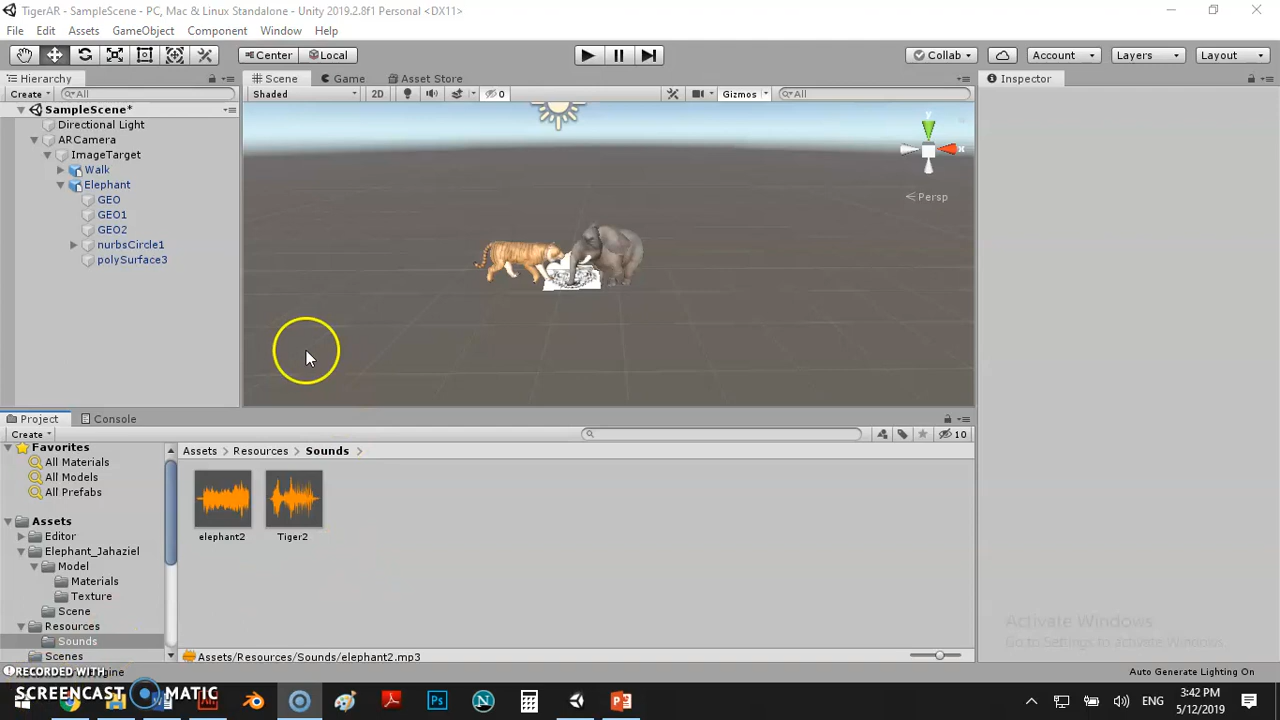 TigerAR - SampleScene - PC, Mac & Linux Standalone - Unity 2019.2.8f1 Personal <DX11>
File Edit Assets GameObject Component Window Help
Center Local Collab Account Layers Layout
Hierarchy Scene Game Asset Store Inspector
Create All Shaded 2D 0 Gizmos All
SampleScene*
Directional Light
ARCamera
ImageTarget
Walk
Elephant
GEO
GEO1
GEO2
nurbsCircle1
polySurface3
y
x
Persp
Project Console
Create 10
Favorites
All Materials
All Models
All Prefabs
Assets
Editor
Elephant_Jahaziel
Model
Materials
Texture
Scene
Resources
Sounds
Scenes
Assets > Resources > Sounds >
elephant2 Tiger2
Assets/Resources/Sounds/elephant2.mp3
Activate Windows
Go to Settings to activate Windows.
Auto Generate Lighting On
RECORDED WITH
SCREENCAST MATIC
ENG
3:42 PM
5/12/2019